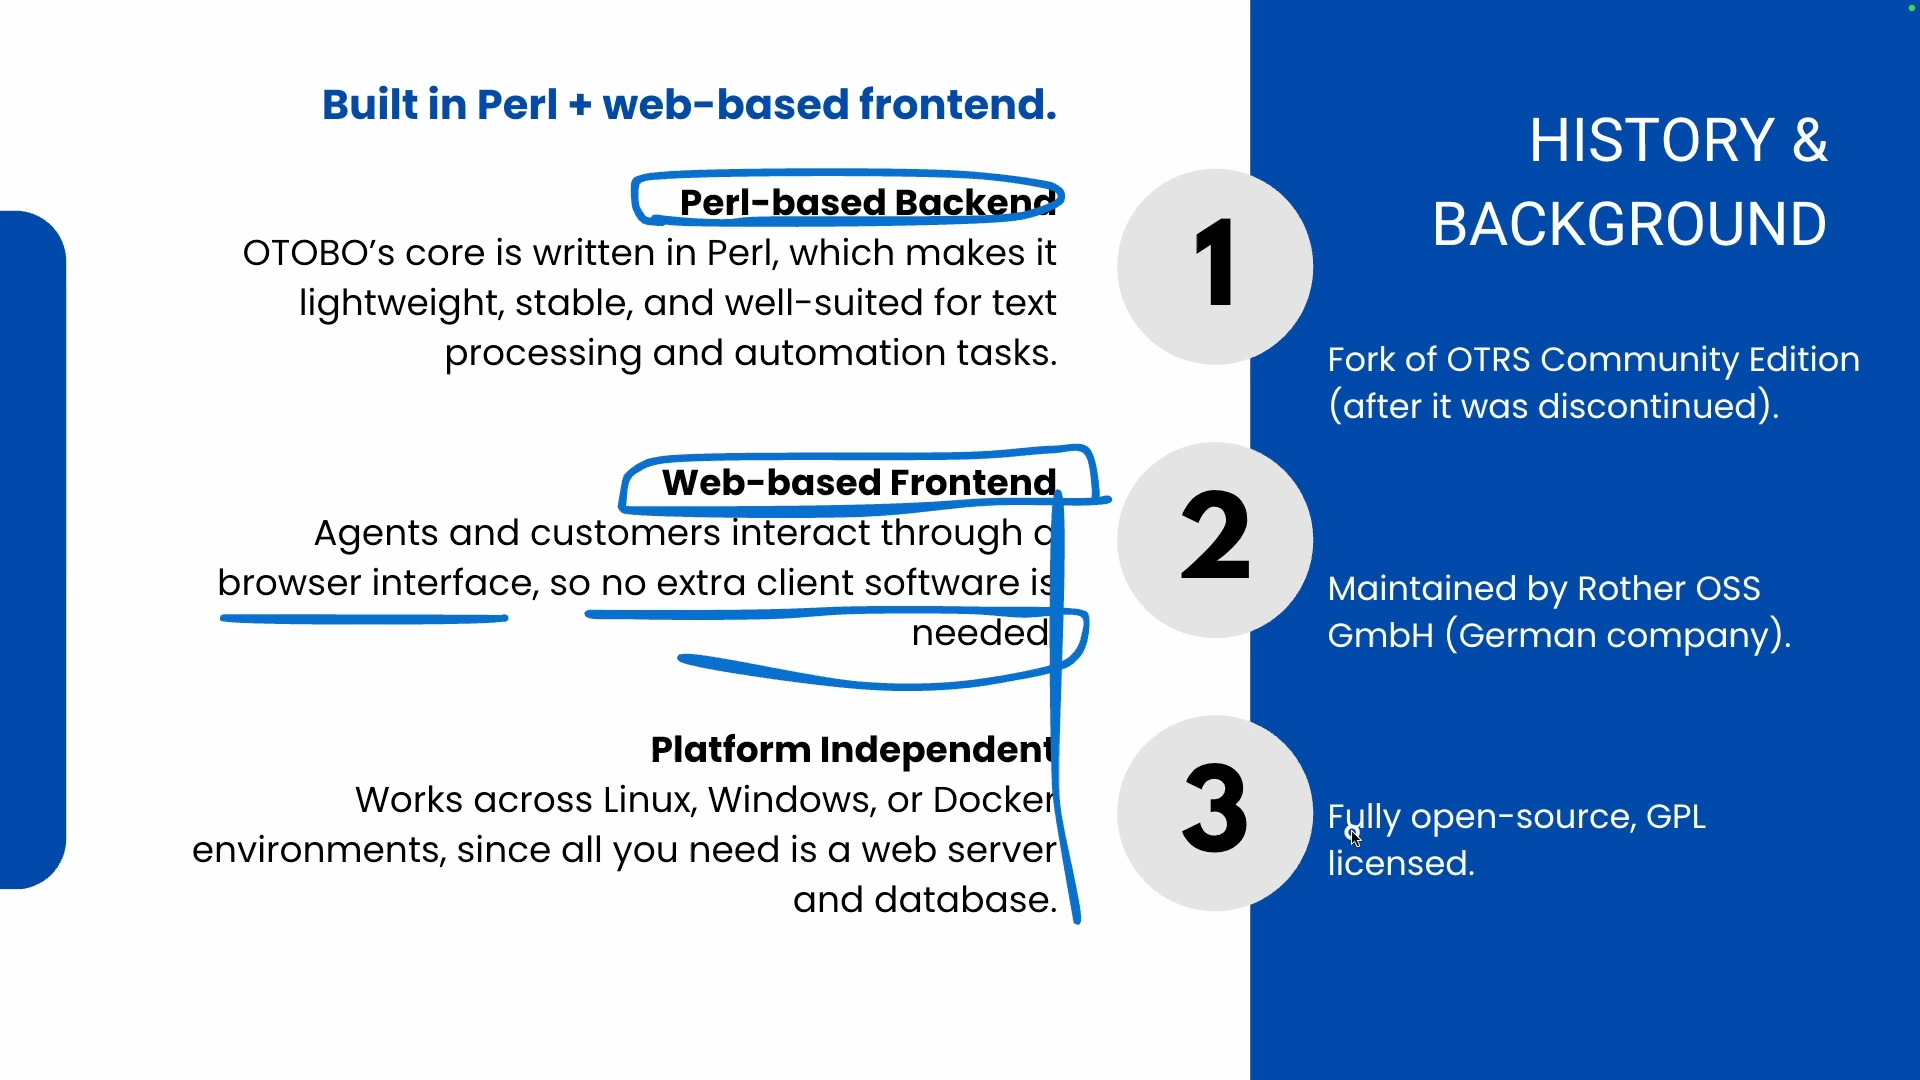 Built in Perl + web-based frontend.
Perl-based Backend
OTOBO’s core is written in Perl, which makes it
lightweight, stable, and well-suited for text
processing and automation tasks.
Web-based Frontend
Agents and customers interact through a
browser interface, so no extra client software is
needed.
Platform Independent
Works across Linux, Windows, or Docker
environments, since all you need is a web server
and database.
1
2
3
HISTORY &
BACKGROUND
Fork of OTRS Community Edition
(after it was discontinued).
Maintained by Rother OSS
GmbH (German company).
Fully open-source, GPL
licensed.